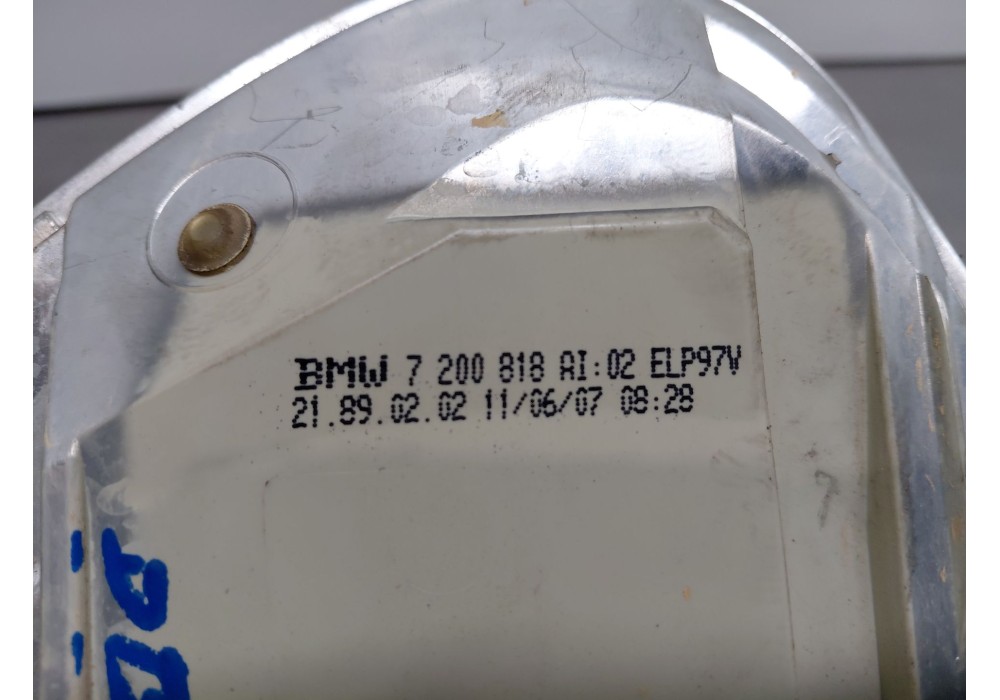 BMW 7 200 818 AI:02 ELP97V
21.89.02.02 11/06/07 08:28